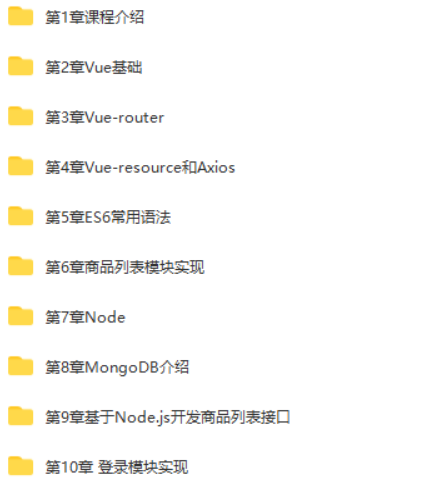 第1章课程介绍
第2章Vue基础
第3章Vue-router
第4章Vue-resource和Axios
第5章ES6常用语法
第6章商品列表模块实现
第7章Node
第8章MongoDB介绍
第9章基于Node.js开发商品列表接口
第10章 登录模块实现